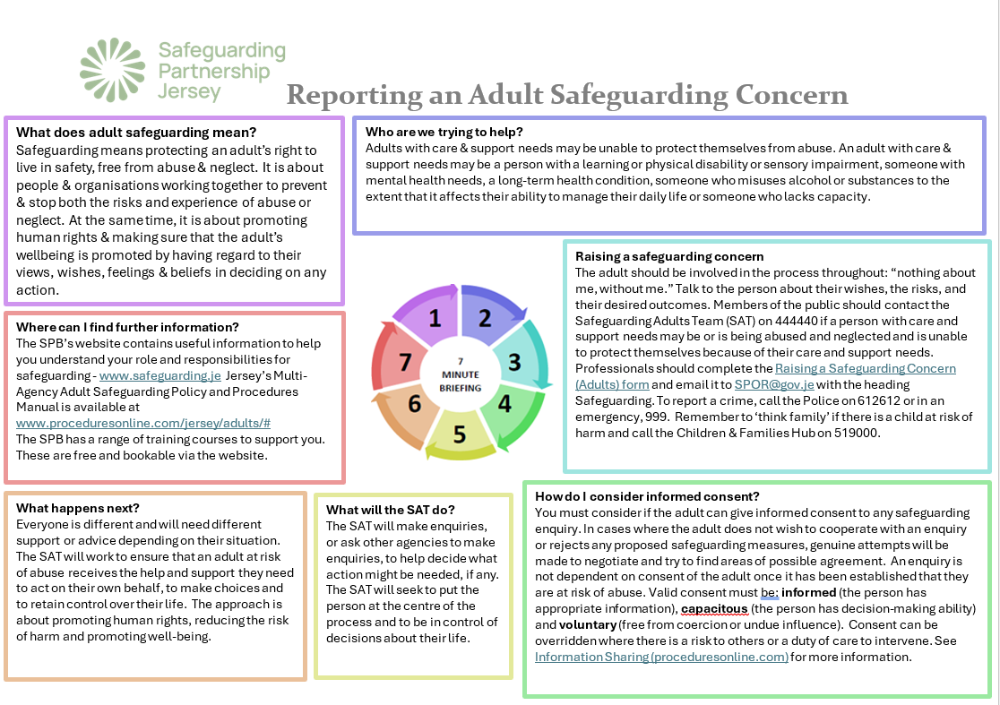 Safeguarding
Partnership
Jersey
Reporting an Adult Safeguarding Concern
What does adult safeguarding mean?
Safeguarding means protecting an adult's right to
live in safety, free from abuse & neglect. It is about
people & organisations working together to prevent
& stop both the risks and experience of abuse or
neglect. At the same time, it is about promoting
human rights & making sure that the adult's
wellbeing is promoted by having regard to their
views, wishes, feelings & beliefs in deciding on any
action.
Who are we trying to help?
Adults with care & support needs may be unable to protect themselves from abuse. An adult with care &
support needs may be a person with a learning or physical disability or sensory impairment, someone with
mental health needs, a long-term health condition, someone who misuses alcohol or substances to the
extent that it affects their ability to manage their daily life or someone who lacks capacity.
Raising a safeguarding concern
The adult should be involved in the process throughout: “nothing about
me, without me.” Talk to the person about their wishes, the risks, and
their desired outcomes. Members of the public should contact the
Safeguarding Adults Team (SAT) on 444440 if a person with care and
support needs may be or is being abused and neglected and is unable
to protect themselves because of their care and support needs.
Professionals should complete the Raising a Safeguarding Concern
(Adults) form and email it to SPOR@gov.je with the heading
Safeguarding. To report a crime, call the Police on 612612 or in an
emergency, 999. Remember to ‘think family’ if there is a child at risk of
harm and call the Children & Families Hub on 519000.
1
2
3
4
5
6
7
7
MINUTE
BRIEFING
Where can I find further information?
The SPB's website contains useful information to help
you understand your role and responsibilities for
safeguarding - www.safeguarding.je Jersey's Multi-
Agency Adult Safeguarding Policy and Procedures
Manual is available at
www.proceduresonline.com/jersey/adults/#
The SPB has a range of training courses to support you.
These are free and bookable via the website.
What happens next?
Everyone is different and will need different
support or advice depending on their situation.
The SAT will work to ensure that an adult at risk
of abuse receives the help and support they need
to act on their own behalf, to make choices and
to retain control over their life. The approach is
about promoting human rights, reducing the risk
of harm and promoting well-being.
What will the SAT do?
The SAT will make enquiries,
or ask other agencies to make
enquiries, to help decide what
action might be needed, if any.
The SAT will seek to put the
person at the centre of the
process and to be in control of
decisions about their life.
How do I consider informed consent?
You must consider if the adult can give informed consent to any safeguarding
enquiry. In cases where the adult does not wish to cooperate with an enquiry
or rejects any proposed safeguarding measures, genuine attempts will be
made to negotiate and try to find areas of possible agreement. An enquiry is
not dependent on consent of the adult once it has been established that they
are at risk of abuse. Valid consent must be: informed (the person has
appropriate information), capacitous (the person has decision-making ability)
and voluntary (free from coercion or undue influence). Consent can be
overridden where there is a risk to others or a duty of care to intervene. See
Information Sharing (proceduresonline.com) for more information.